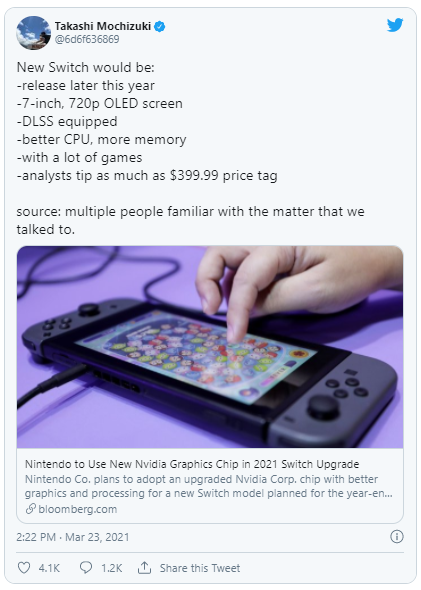 Takashi Mochizuki
@6d6f636869
New Switch would be:
-release later this year
-7-inch, 720p OLED screen
-DLSS equipped
-better CPU, more memory
-with a lot of games
-analysts tip as much as $399.99 price tag
source: multiple people familiar with the matter that we
talked to.
Nintendo to Use New Nvidia Graphics Chip in 2021 Switch Upgrade
Nintendo Co. plans to adopt an upgraded Nvidia Corp. chip with better
graphics and processing for a new Switch model planned for the year-en...
bloomberg.com
2:22 PM · Mar 23, 2021
4.1K 1.2K Share this Tweet